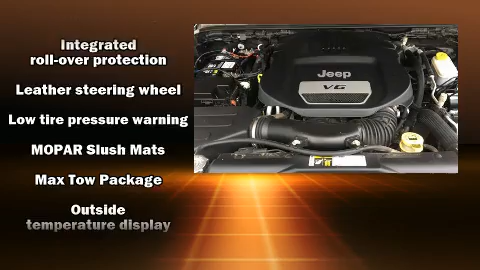 Integrated
roll-over protection
Leather steering wheel
Low tire pressure warning
MOPAR Slush Mats
Max Tow Package
Outside
temperature display
Jeep
V6